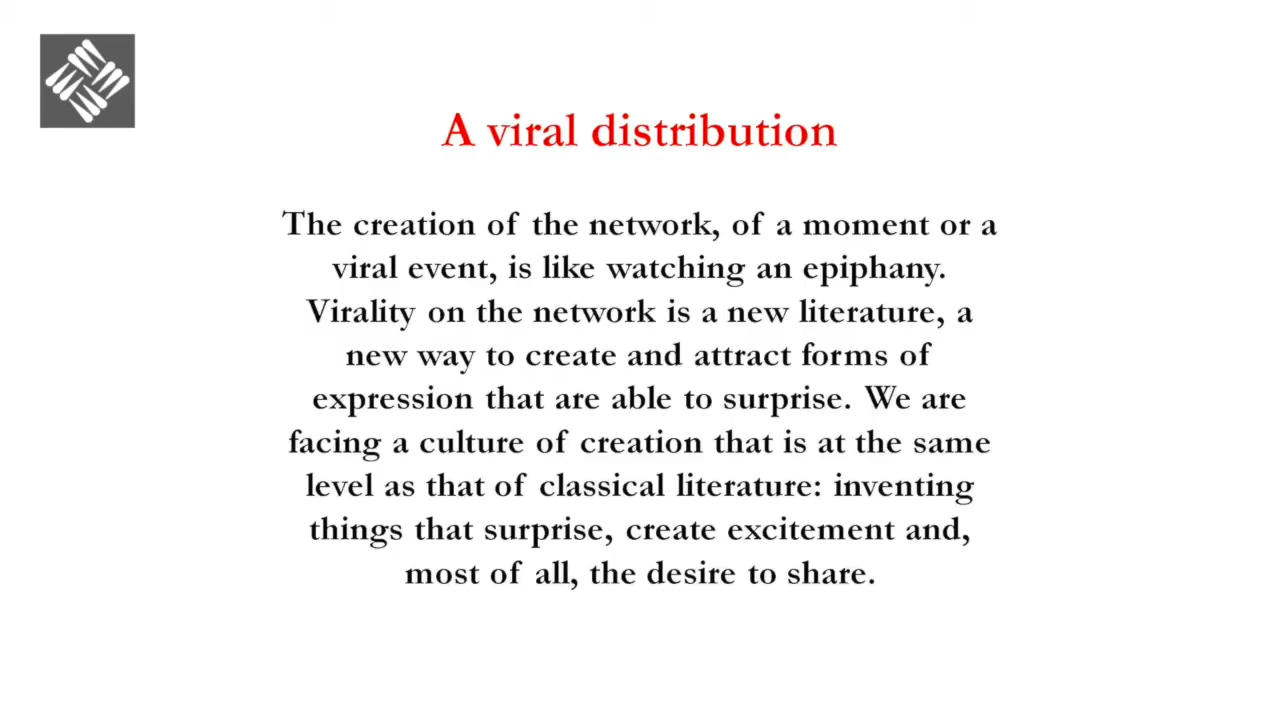 A viral distribution
The creation of the network, of a moment or a
viral event, is like watching an epiphany.
Virality on the network is a new literature, a
new way to create and attract forms of
expression that are able to surprise. We are
facing a culture of creation that is at the same
level as that of classical literature: inventing
things that surprise, create excitement and,
most of all, the desire to share.